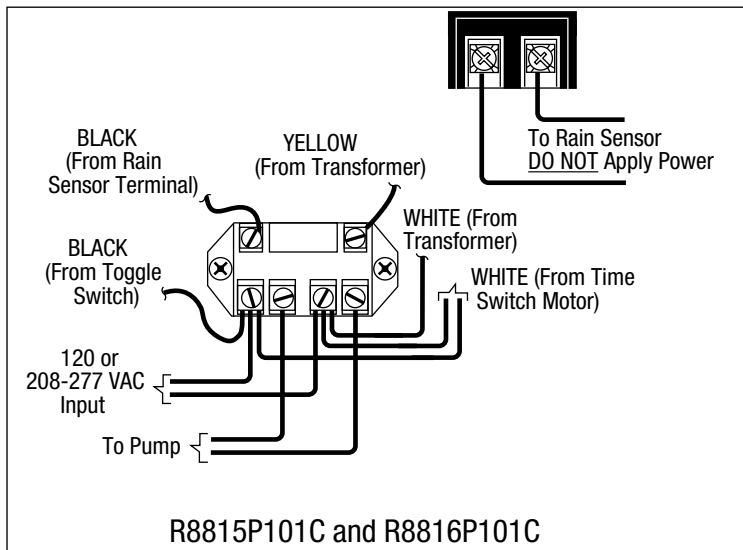 To Rain Sensor
DO NOT Apply Power
BLACK
(From Rain
Sensor Terminal)
YELLOW
(From Transformer)
WHITE (From
Transformer)
BLACK
(From Toggle
Switch)
WHITE (From Time
Switch Motor)
120 or
208-277 VAC
Input
To Pump
R8815P101C and R8816P101C